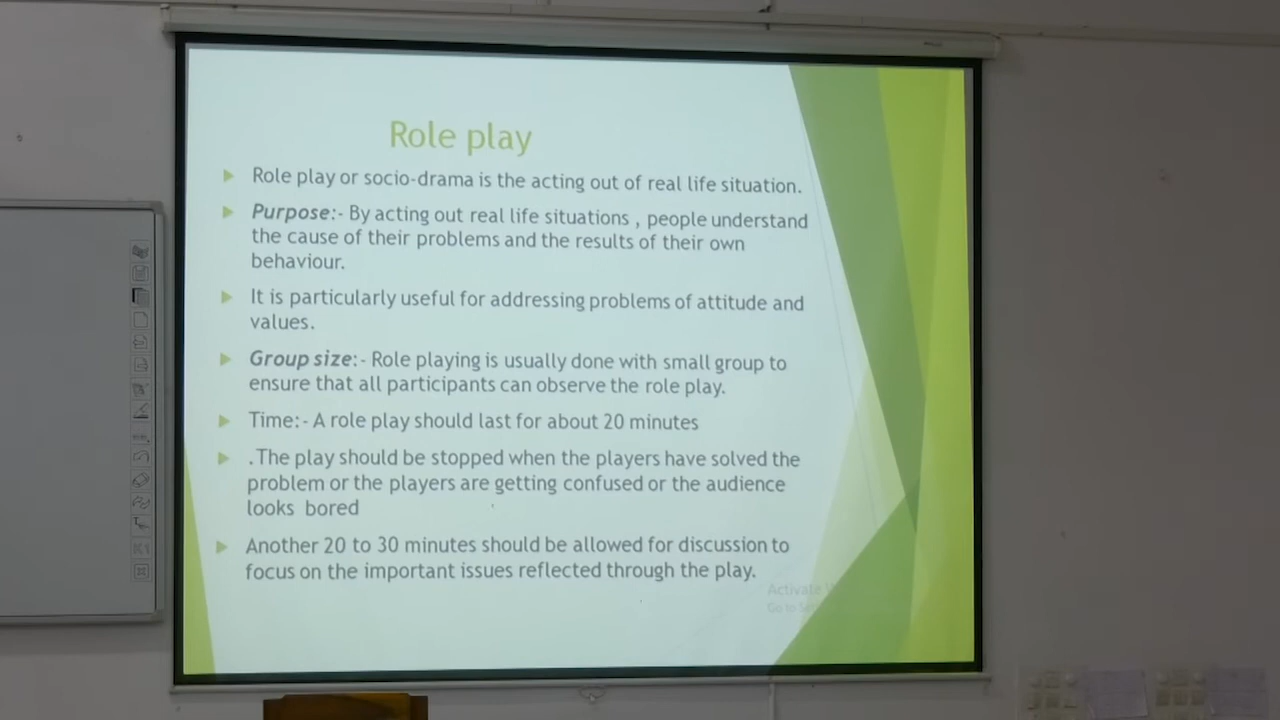 Role play
Role play or socio-drama is the acting out of real life situation.
Purpose:- By acting out real life situations , people understand
the cause of their problems and the results of their own
behaviour.
It is particularly useful for addressing problems of attitude and
values.
Group size:- Role playing is usually done with small group to
ensure that all participants can observe the role play.
Time:- A role play should last for about 20 minutes
.The play should be stopped when the players have solved the
problem or the players are getting confused or the audience
looks bored
Another 20 to 30 minutes should be allowed for discussion to
focus on the important issues reflected through the play.
Activate
Go to